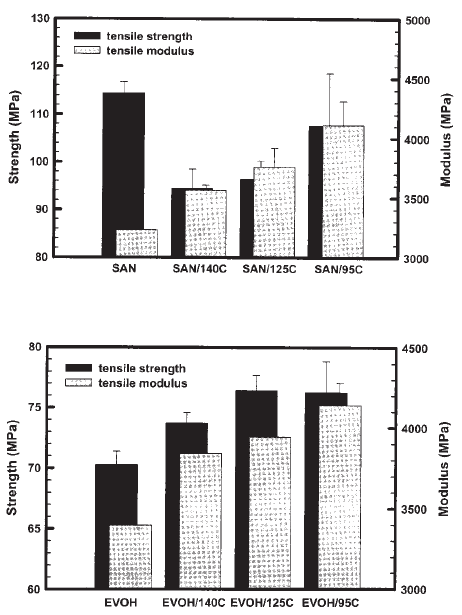 130
120
110
100
90
80
Strength (MPa)
tensile strength
tensile modulus
5000
4500
4000
3500
3000
Modulus (MPa)
SAN SAN/140C SAN/125C SAN/95C
80
75
70
65
60
Strength (MPa)
tensile strength
tensile modulus
4500
4000
3500
3000
Modulus (MPa)
EVOH EVOH/140C EVOH/125C EVOH/95C